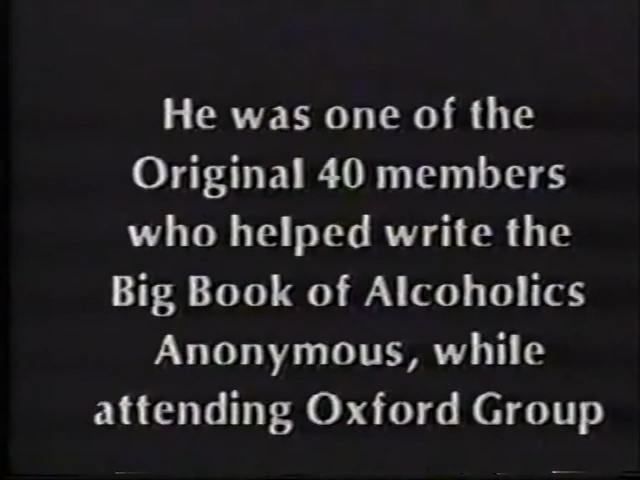 He was one of the
Original 40 members
who helped write the
Big Book of Alcoholics
Anonymous, while
attending Oxford Group